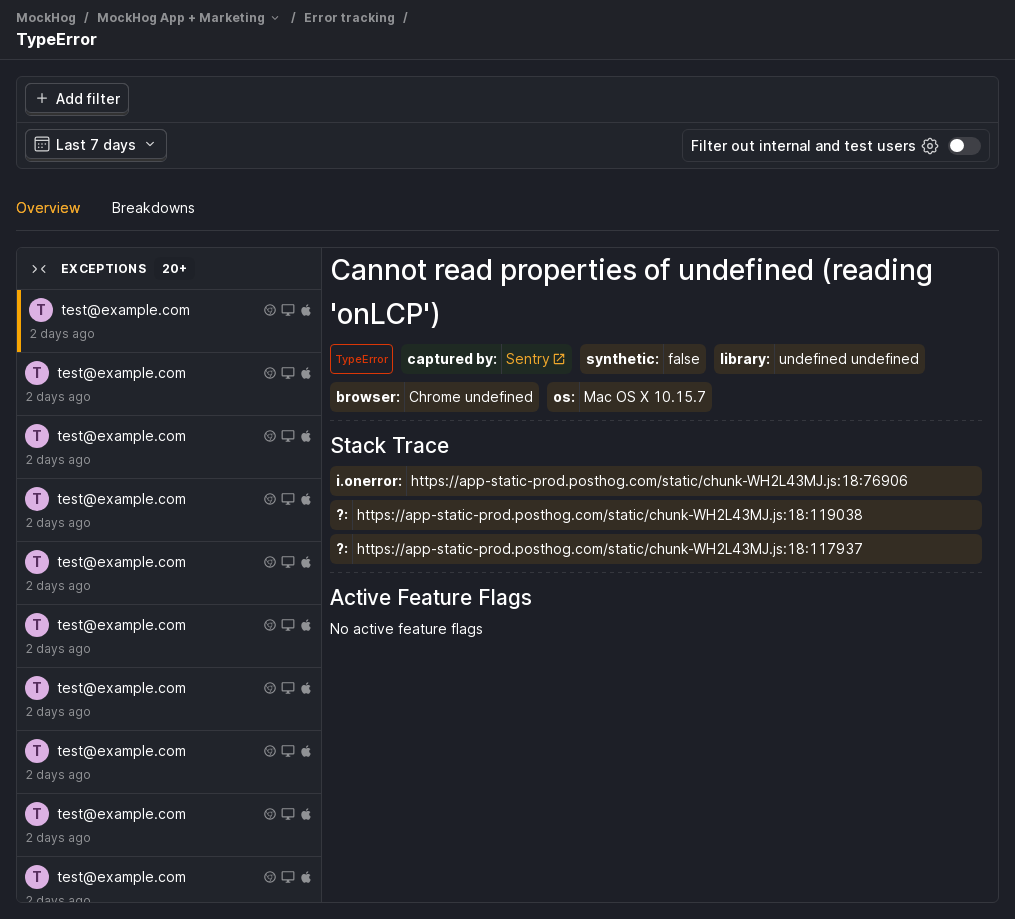 MockHog / MockHog App + Marketing / Error tracking /
TypeError
Add filter
Last 7 days
Filter out internal and test users
Overview Breakdowns
EXCEPTIONS 20+
T test@example.com
2 days ago
T test@example.com
2 days ago
T test@example.com
2 days ago
T test@example.com
2 days ago
T test@example.com
2 days ago
T test@example.com
2 days ago
T test@example.com
2 days ago
T test@example.com
2 days ago
T test@example.com
2 days ago
T test@example.com
2 days ago
Cannot read properties of undefined (reading
'onLCP')
TypeError captured by: Sentry synthetic: false library: undefined undefined
browser: Chrome undefined os: Mac OS X 10.15.7
Stack Trace
i.onerror: https://app-static-prod.posthog.com/static/chunk-WH2L43MJ.js:18:76906
?: https://app-static-prod.posthog.com/static/chunk-WH2L43MJ.js:18:119038
?: https://app-static-prod.posthog.com/static/chunk-WH2L43MJ.js:18:117937
Active Feature Flags
No active feature flags